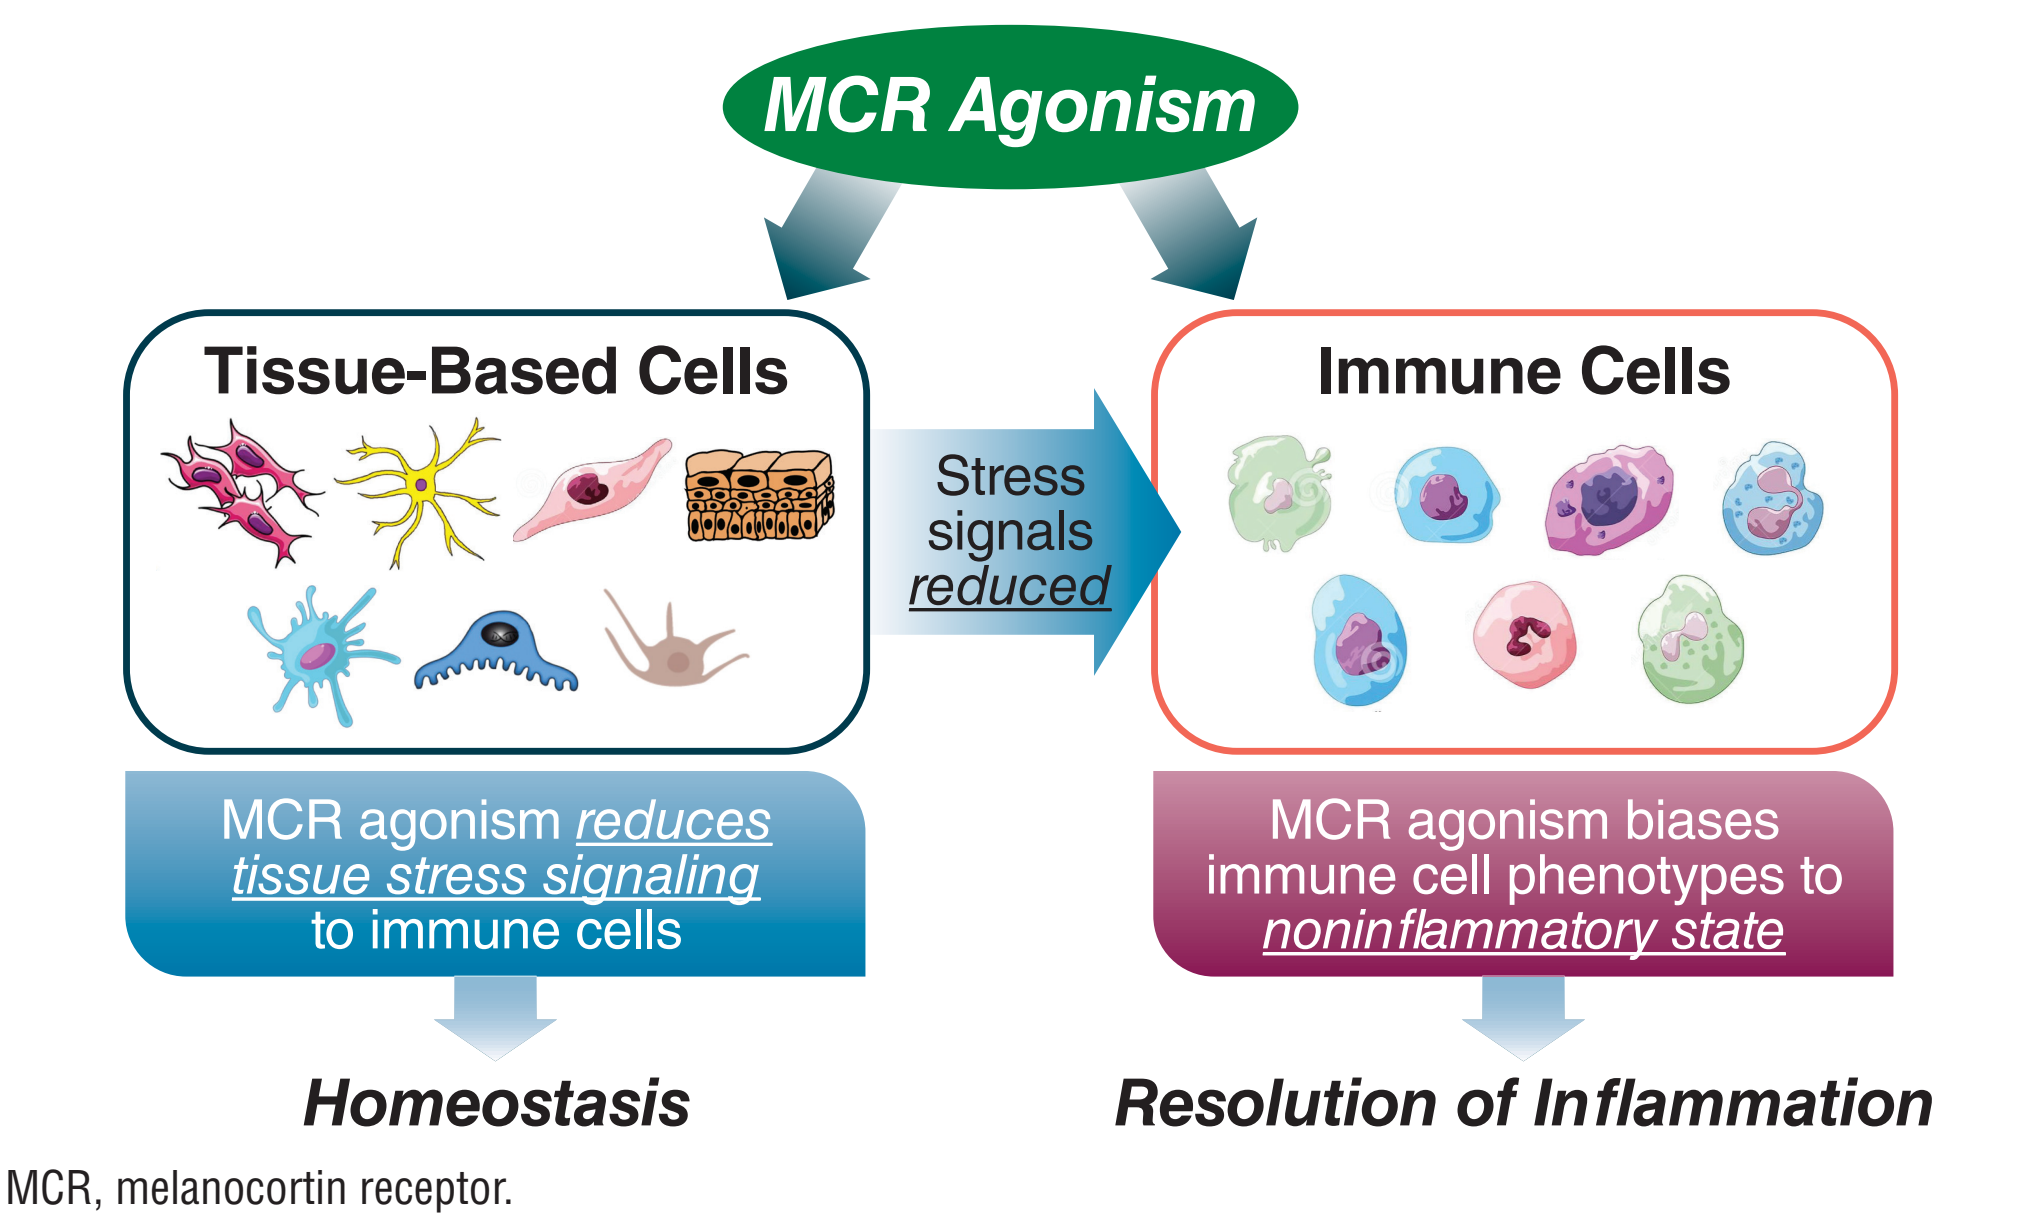 MCR Agonism
Tissue-Based Cells
Stress
signals
reduced
Immune Cells
MCR agonism reduces
tissue stress signaling
to immune cells
MCR agonism biases
immune cell phenotypes to
noninflammatory state
Homeostasis
Resolution of Inflammation
MCR, melanocortin receptor.